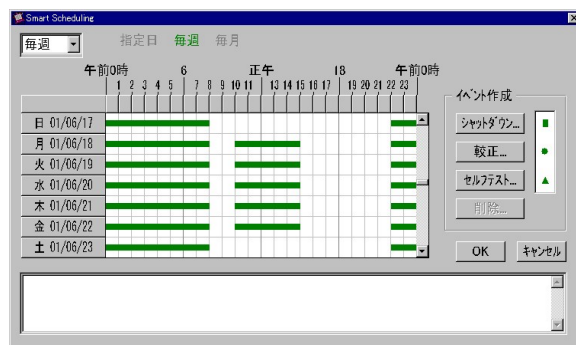 Smart Scheduling
毎週 指定日 毎週 毎月
午前0時 6 正午 18 午前0時
1 2 3 4 5 7 8 9 10 11 13 14 15 16 17 19 20 21 22 23
イベント作成
日 01/06/17
シャットダウン...
月 01/06/18
較正...
火 01/06/19
水 01/06/20
セルフテスト...
木 01/06/21
削除...
金 01/06/22
土 01/06/23
OK キャンセル